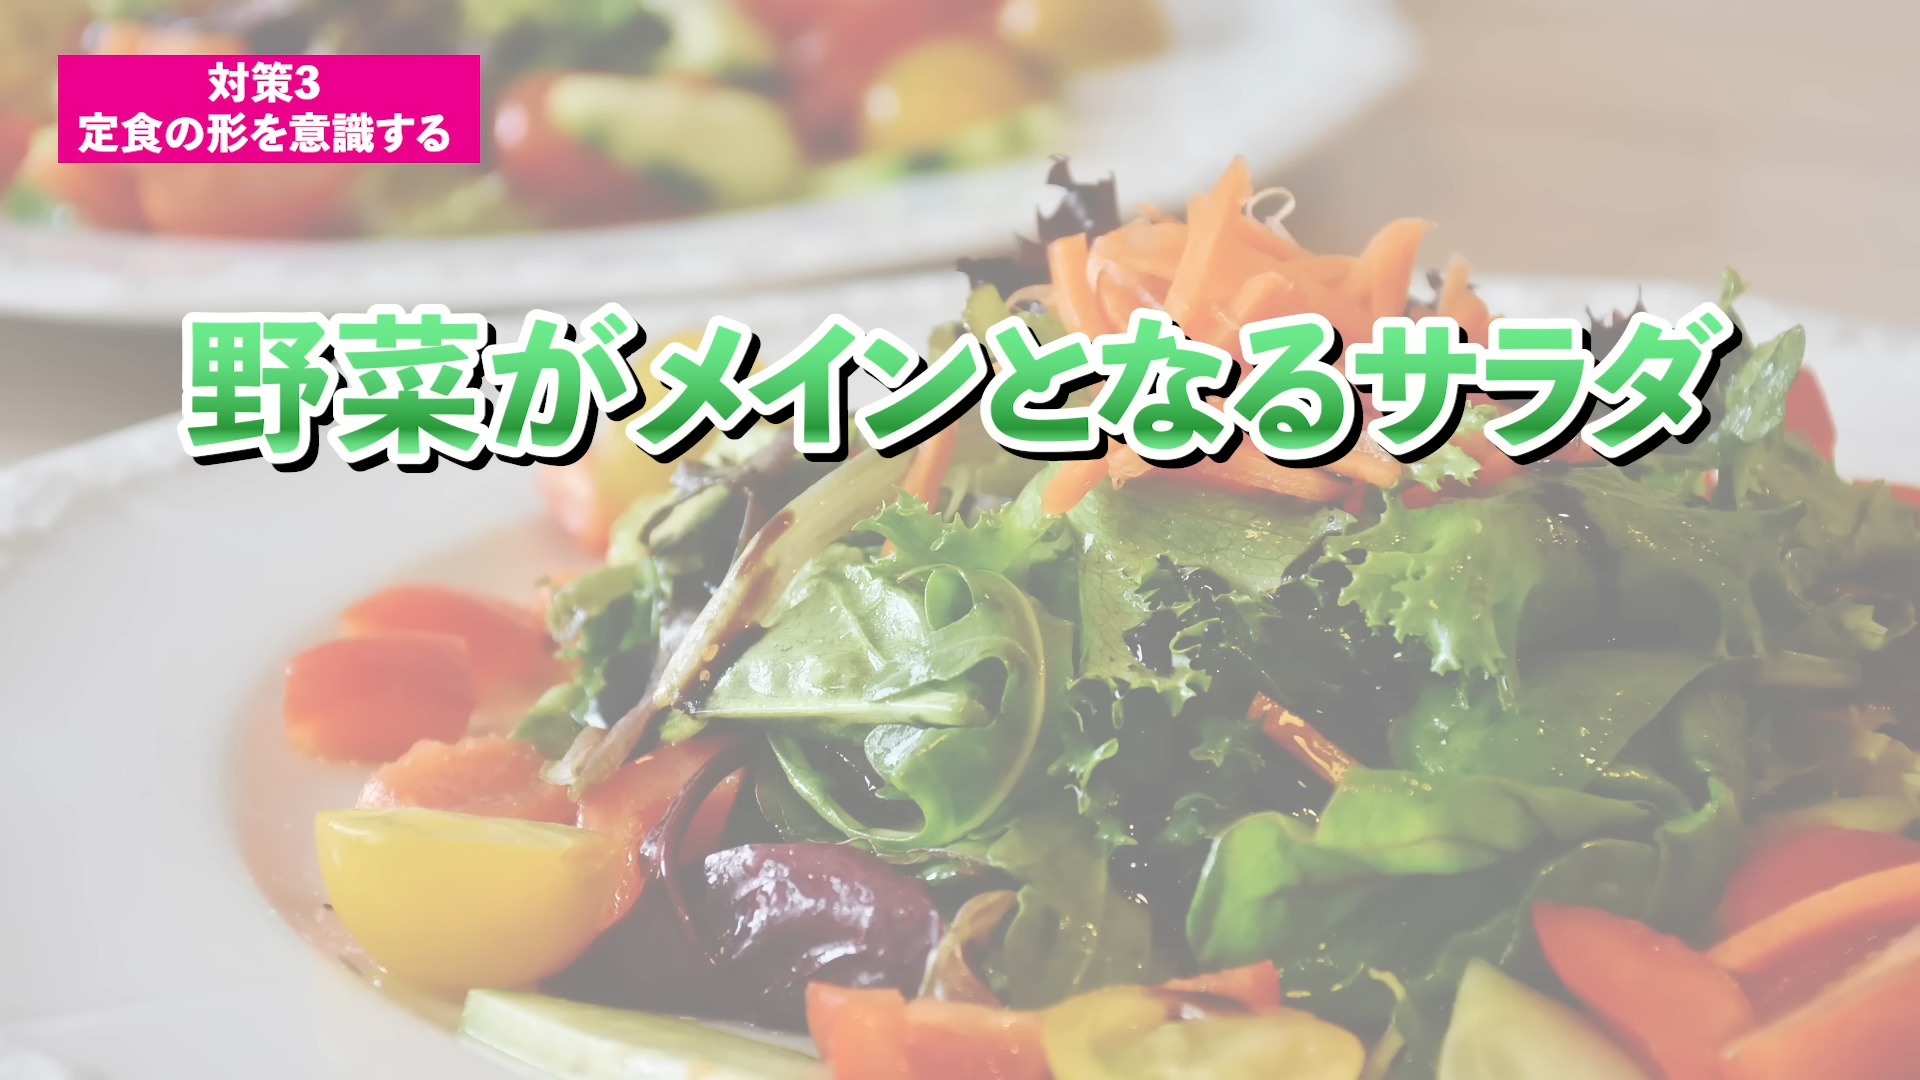 対策3
定食の形を意識する
野菜がメインとなるサラダ